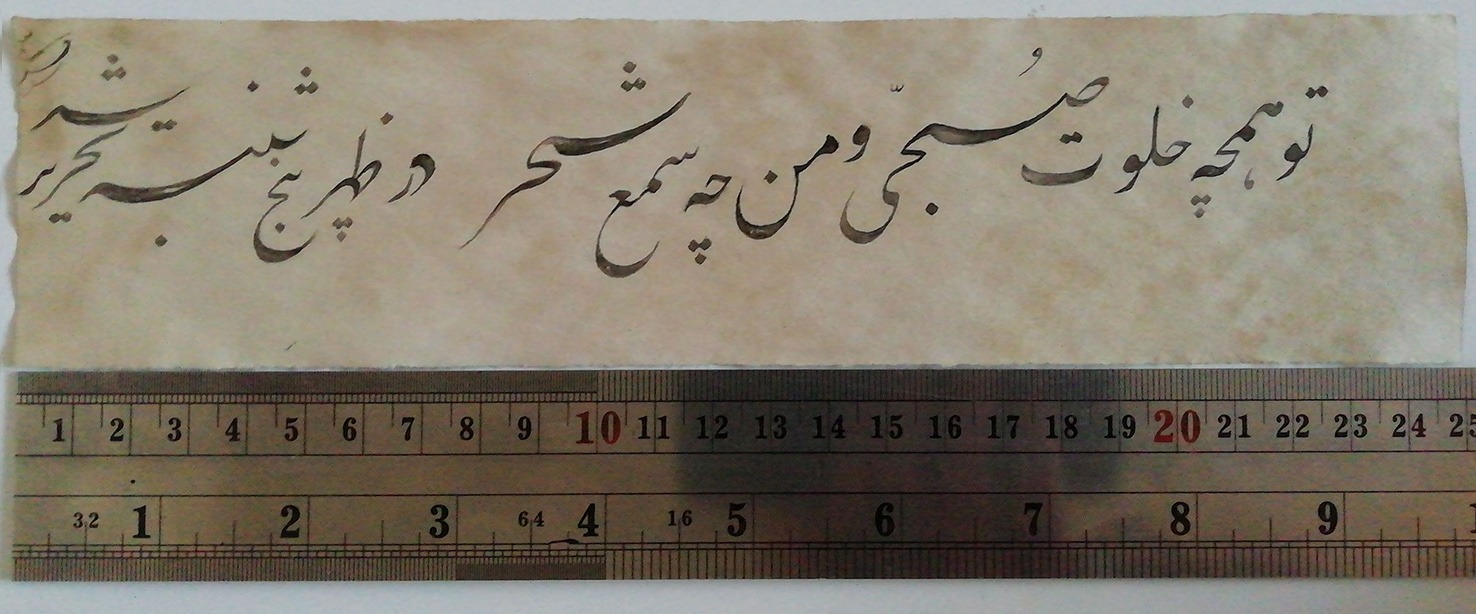 تو همچه خلوت صُبحیّ و من چه شمع سحر در ظهر پنج شنبه تحریر شد
1 2 3 4 5 6 7 8 9 10 11 12 13 14 15 16 17 18 19 20 21 22 23 24 25
32 1 2 3 64 4 16 5 6 7 8 9 1